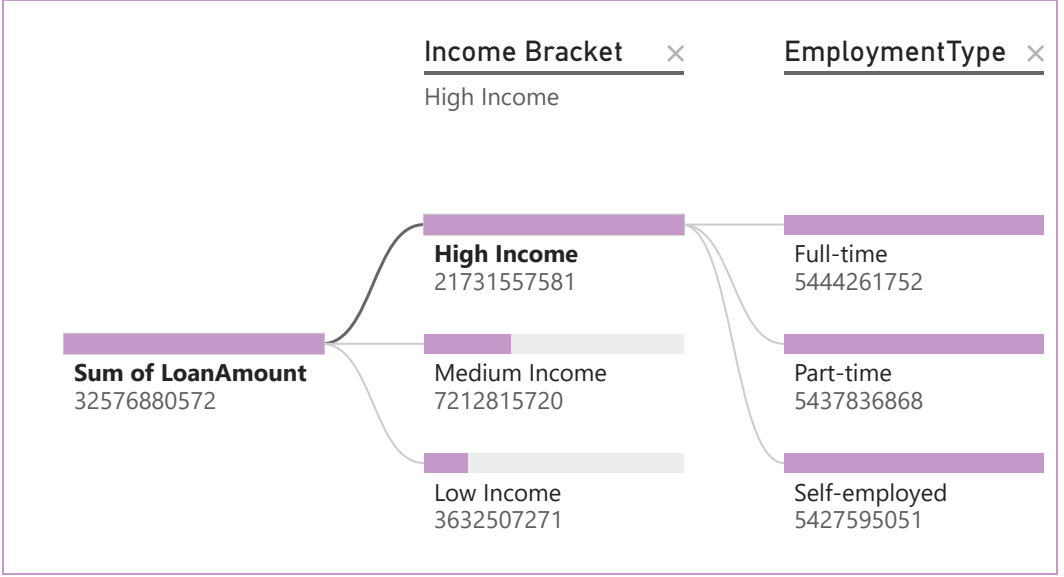 Income Bracket
High Income
EmploymentType
High Income
21731557581
Full-time
5444261752
Sum of LoanAmount
32576880572
Medium Income
7212815720
Part-time
5437836868
Low Income
3632507271
Self-employed
5427595051